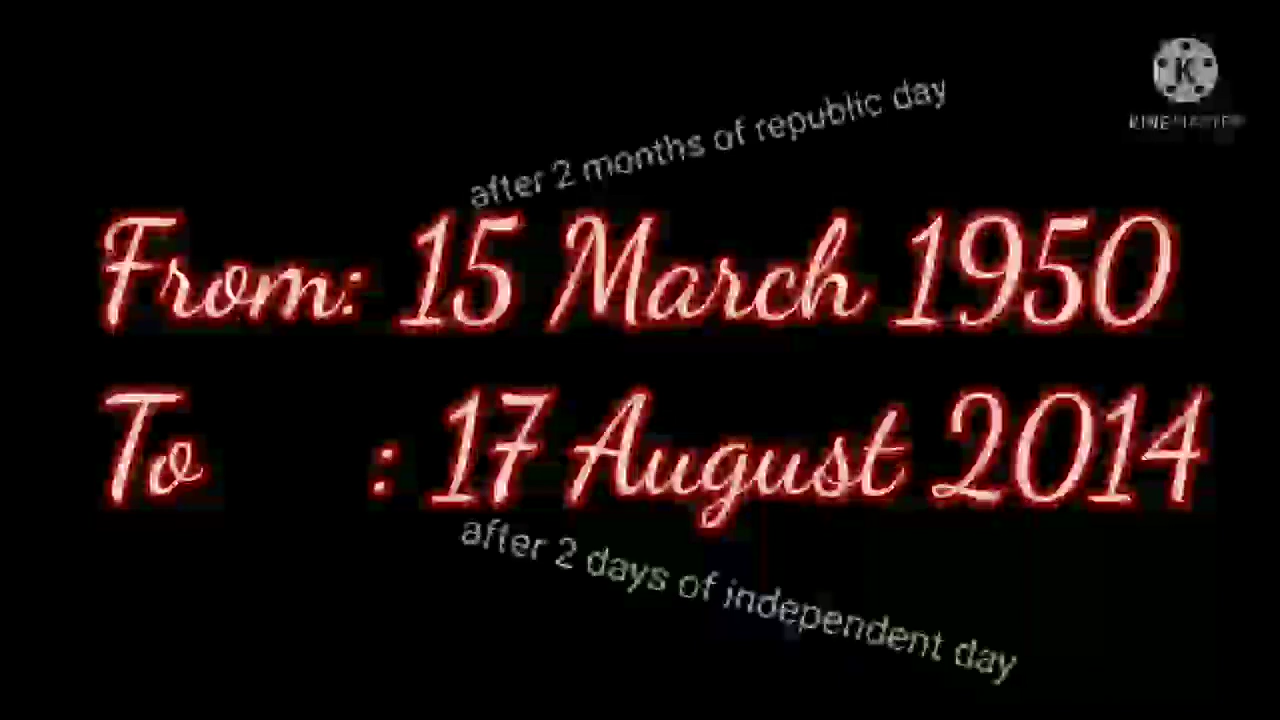 KINEMASTER
after 2 months of republic day
From: 15 March 1950
To : 17 August 2014
after 2 days of independent day